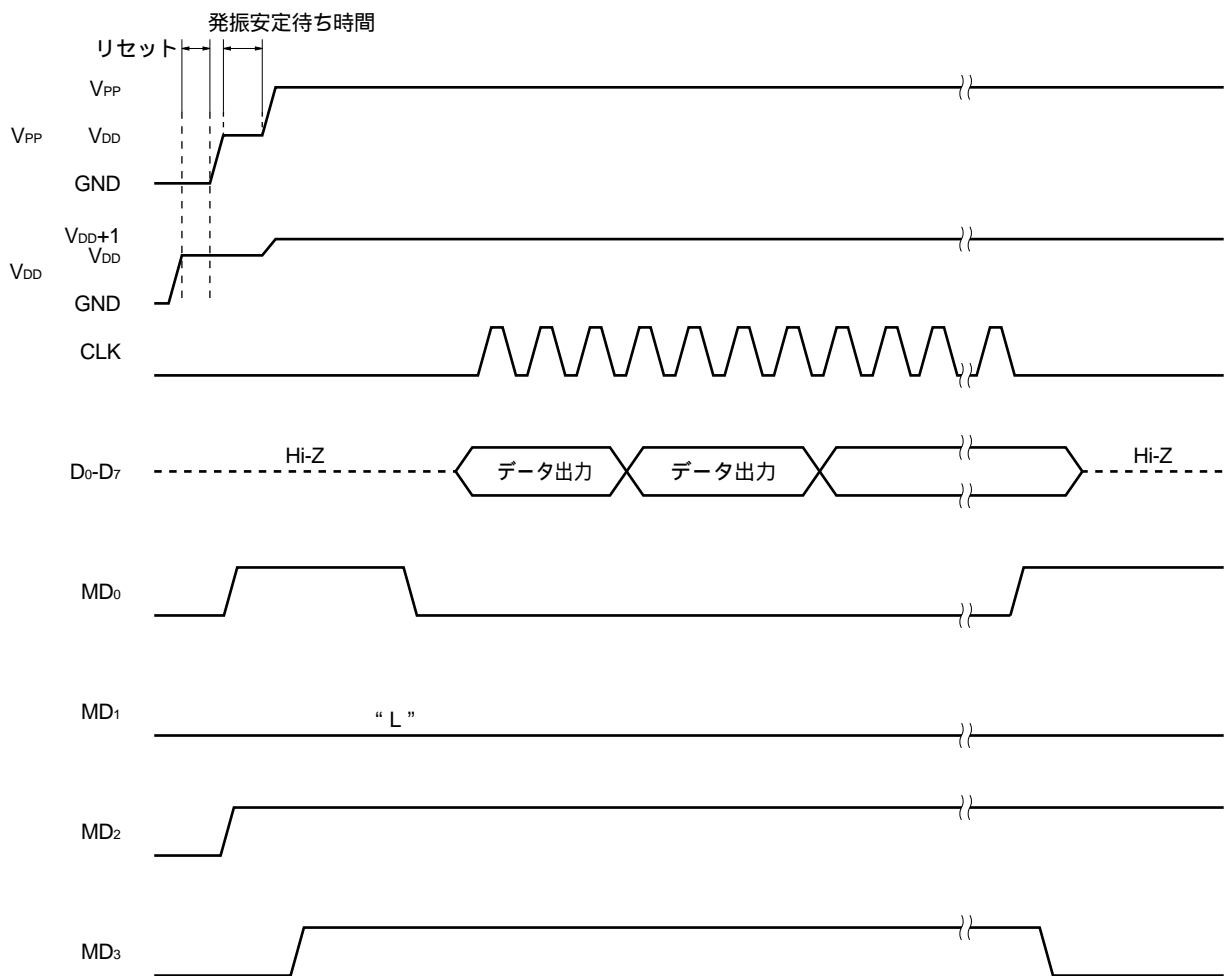 発振安定待ち時間
リセット
VPP
VPP VDD
GND
VDD+1
VDD
VDD
GND
CLK
D0-D7 Hi-Z データ出力 データ出力 Hi-Z
MD0
MD1 “ L ”
MD2
MD3